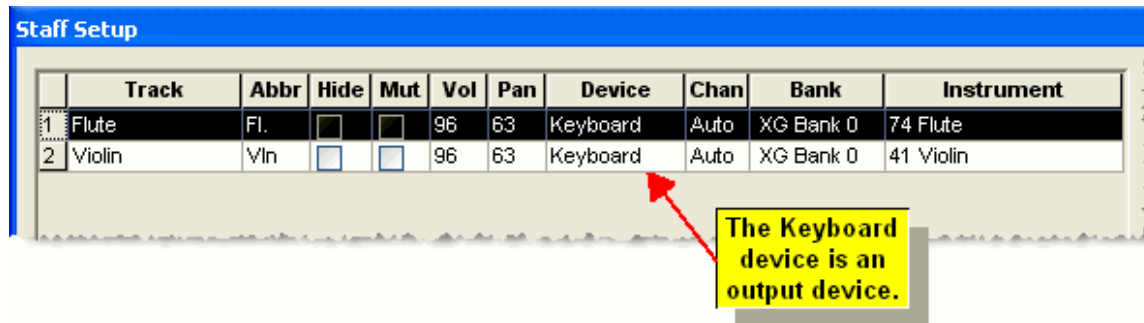 Staff Setup
Track Abbr Hide Mut Vol Pan Device Chan Bank Instrument
1 Flute Fl. 96 63 Keyboard Auto XG Bank 0 74 Flute
2 Violin Vln 96 63 Keyboard Auto XG Bank 0 41 Violin
The Keyboard
device is an
output device.